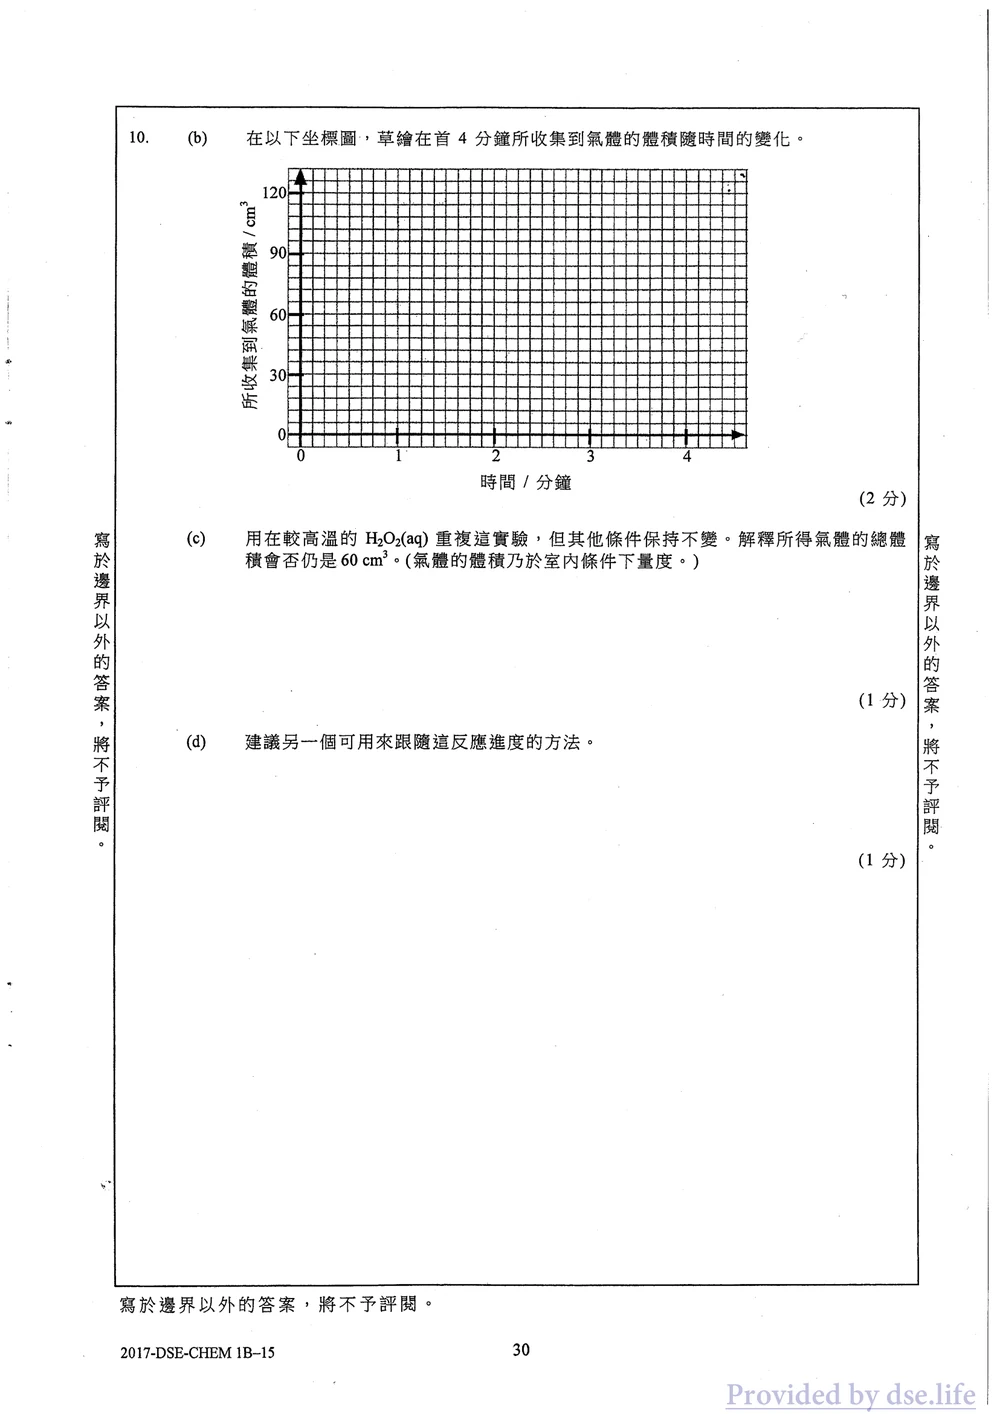 10. (b) 在以下坐標圖，草繪在首 4 分鐘所收集到氣體的體積隨時間的變化。
所收集到氣體的體積 / cm³
120
90
60
30
0
0 1 2 3 4
時間 / 分鐘
(2 分)
(c) 用在較高溫的 H₂O₂(aq) 重複這實驗，但其他條件保持不變。解釋所得氣體的總體
積會否仍是 60 cm³。(氣體的體積乃於室內條件下量度。)
(1 分)
(d) 建議另一個可用來跟隨這反應進度的方法。
(1 分)
寫於邊界以外的答案，將不予評閱。
寫於邊界以外的答案，將不予評閱。
寫於邊界以外的答案，將不予評閱。
2017-DSE-CHEM 1B–15
30
Provided by dse.life